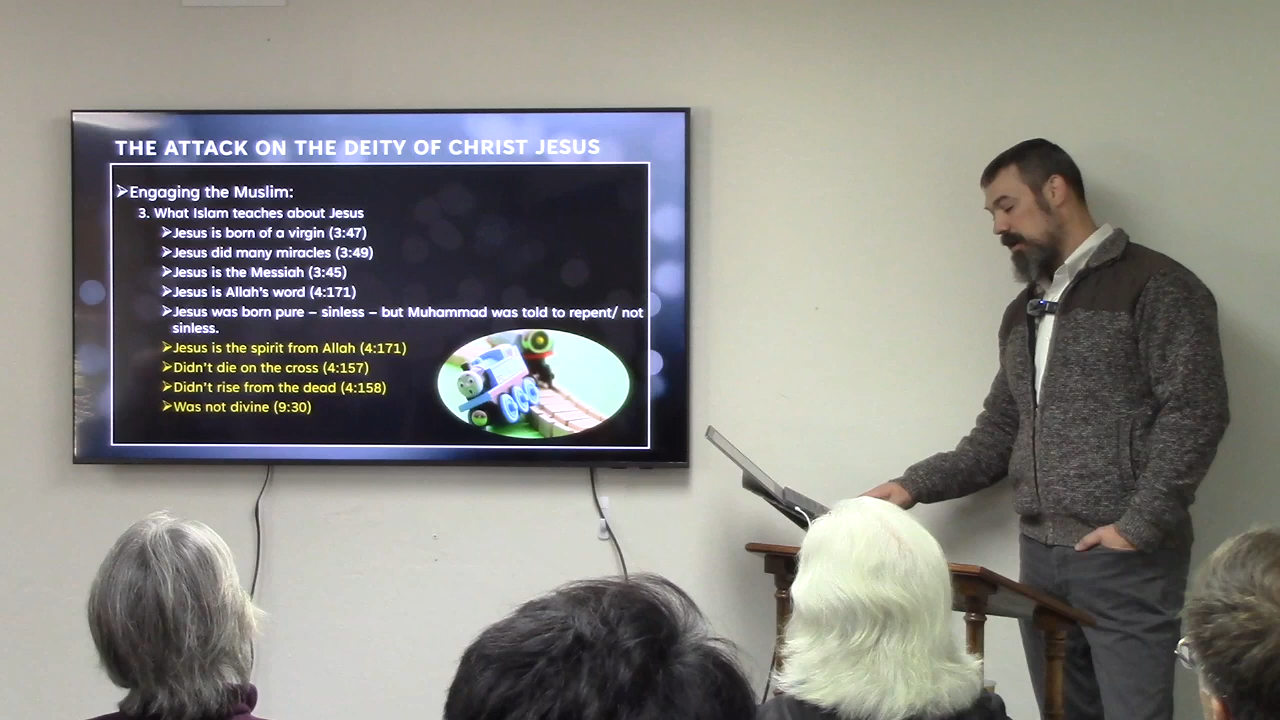 THE ATTACK ON THE DEITY OF CHRIST JESUS
➢Engaging the Muslim:
3. What Islam teaches about Jesus
➢Jesus is born of a virgin (3:47)
➢Jesus did many miracles (3:49)
➢Jesus is the Messiah (3:45)
➢Jesus is Allah's word (4:171)
➢Jesus was born pure – sinless – but Muhammad was told to repent/ not
sinless.
➢Jesus is the spirit from Allah (4:171)
➢Didn't die on the cross (4:157)
➢Didn't rise from the dead (4:158)
➢Was not divine (9:30)